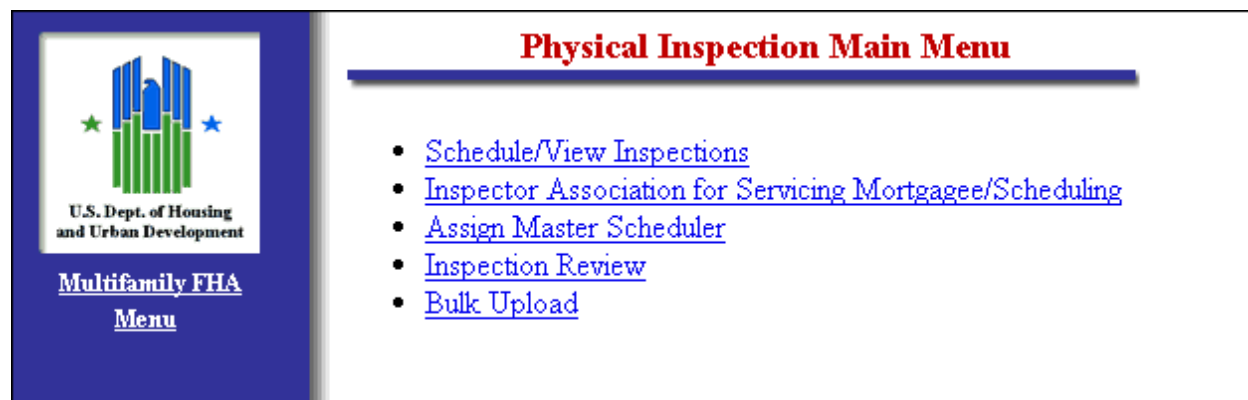 U.S. Dept. of Housing
and Urban Development
Multifamily FHA
Menu
Physical Inspection Main Menu
Schedule/View Inspections
Inspector Association for Servicing Mortgagee/Scheduling
Assign Master Scheduler
Inspection Review
Bulk Upload